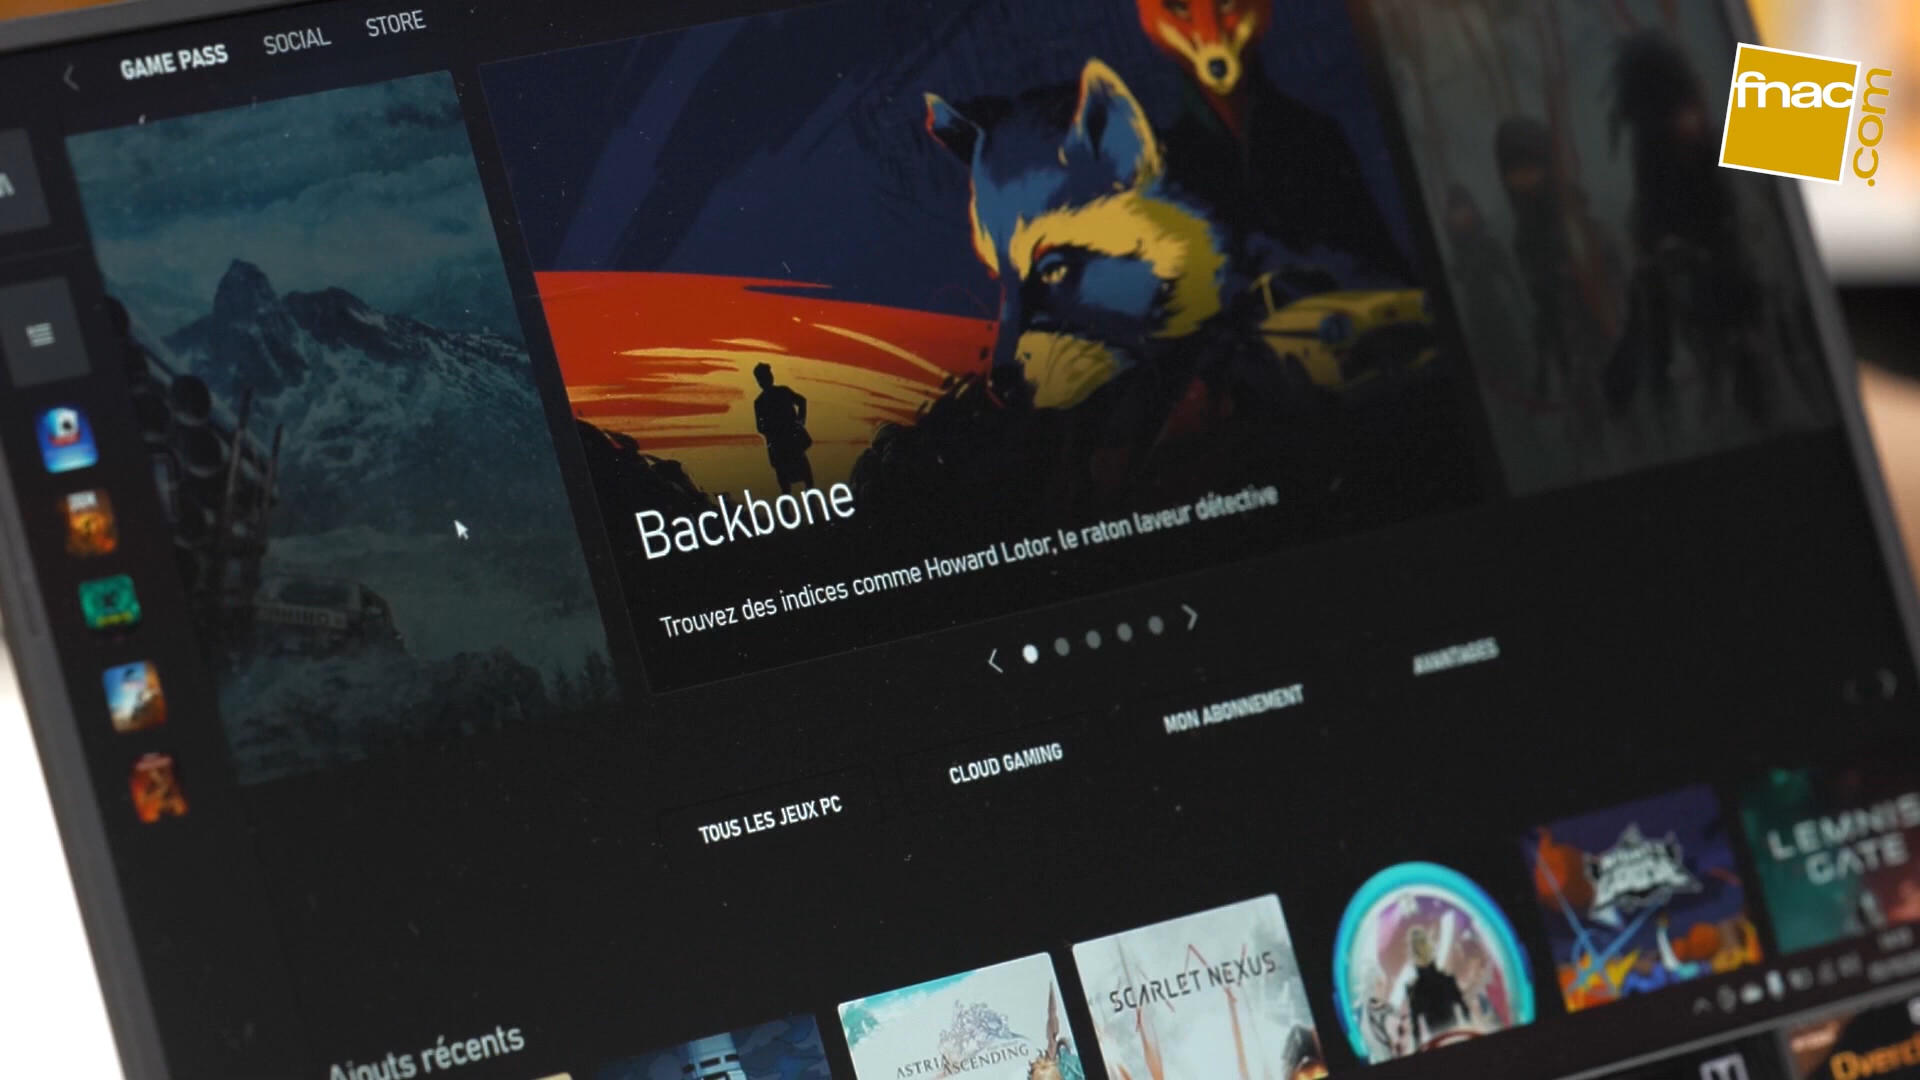 GAME PASS
SOCIAL
STORE
fnac
.com
Backbone
Trouvez des indices comme Howard Lotor, le raton laveur détective
AVANTAGES
MON ABONNEMENT
CLOUD GAMING
TOUS LES JEUX PC
LEMNIS
GATE
SCARLET NEXUS
Ajouts récents
ASTRIA ASCENDING